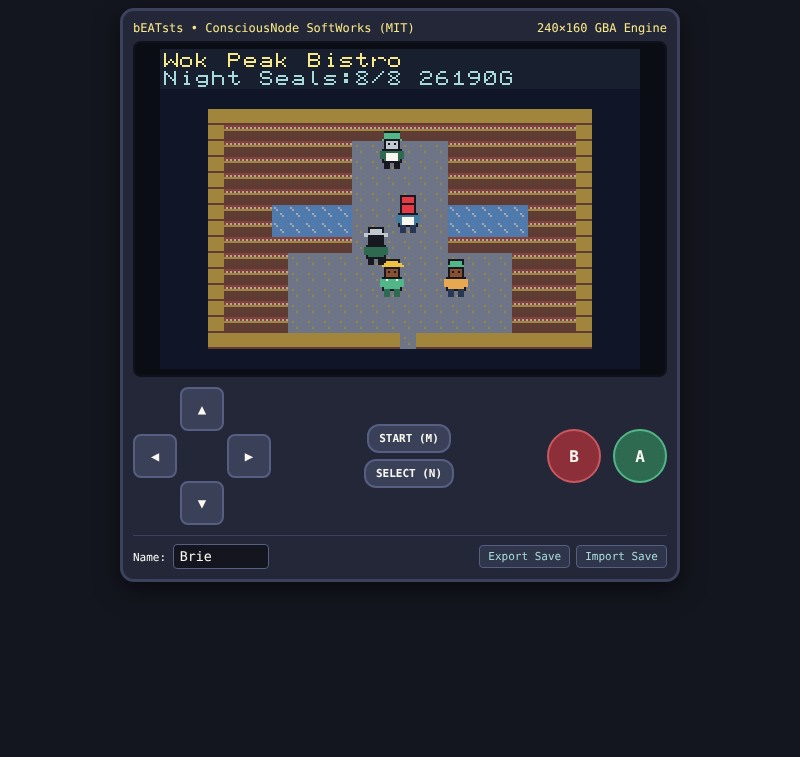 bEATsts • ConsciousNode SoftWorks (MIT)
240×160 GBA Engine
Wok Peak Bistro
Night Seals:8/8 26190G
▲
◀
▶
▼
START (M)
SELECT (N)
B
A
Name:
Brie
Export Save
Import Save